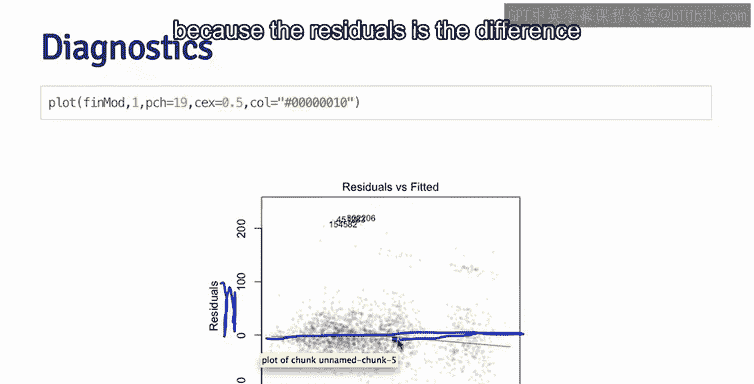 because the residuals is the difference
Diagnostics
plot(finMod,1,pch=19,cex=0.5,col="#00000010")
Residuals vs Fitted
200
154582
100
Residuals
0
plot of chunk unnamed-chunk-5
0